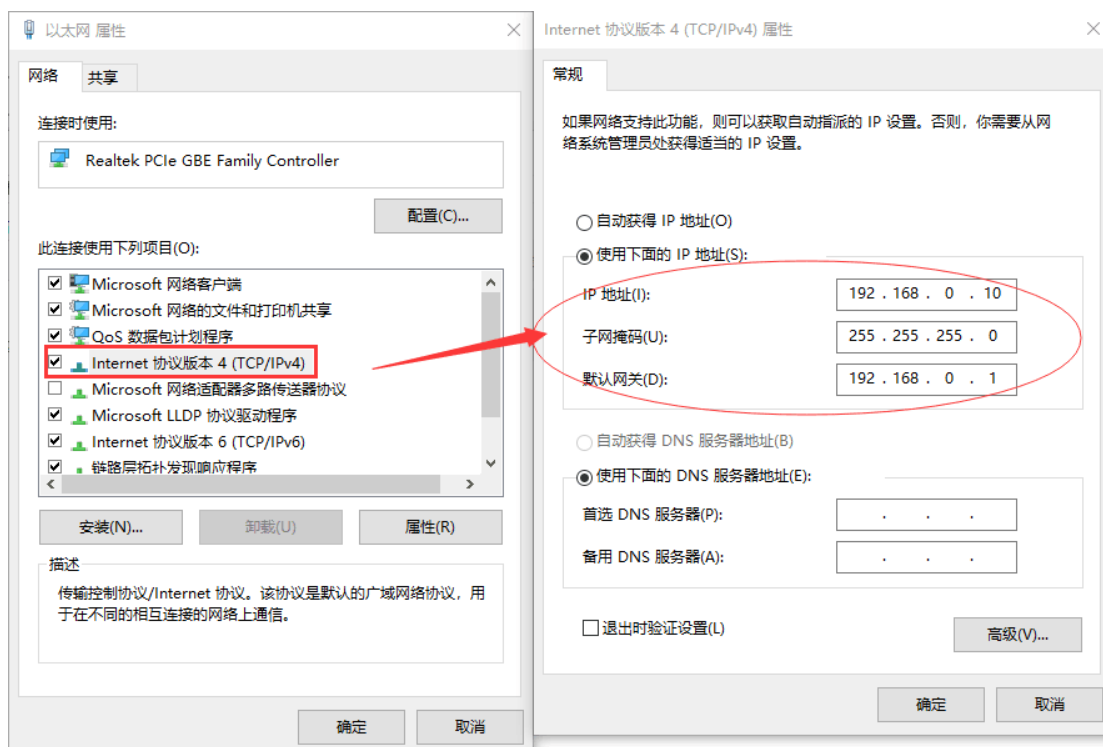 以太网 属性
网络
共享
连接时使用:
Realtek PCIe GBE Family Controller
配置(C)...
此连接使用下列项目(O):
Microsoft 网络客户端
Microsoft 网络的文件和打印机共享
QoS 数据包计划程序
Internet 协议版本 4 (TCP/IPv4)
Microsoft 网络适配器多路传送器协议
Microsoft LLDP 协议驱动程序
Internet 协议版本 6 (TCP/IPv6)
链路层拓扑发现响应程序
安装(N)...
卸载(U)
属性(R)
描述
传输控制协议/Internet 协议。该协议是默认的广域网络协议，用
于在不同的相互连接的网络上通信。
确定
取消
Internet 协议版本 4 (TCP/IPv4) 属性
常规
如果网络支持此功能，则可以获取自动指派的 IP 设置。否则，你需要从网
络系统管理员处获得适当的 IP 设置。
自动获得 IP 地址(O)
使用下面的 IP 地址(S):
IP 地址(I):
192 . 168 . 0 . 10
子网掩码(U):
255 . 255 . 255 . 0
默认网关(D):
192 . 168 . 0 . 1
自动获得 DNS 服务器地址(B)
使用下面的 DNS 服务器地址(E):
首选 DNS 服务器(P):
. . .
备用 DNS 服务器(A):
. . .
退出时验证设置(L)
高级(V)...
确定
取消